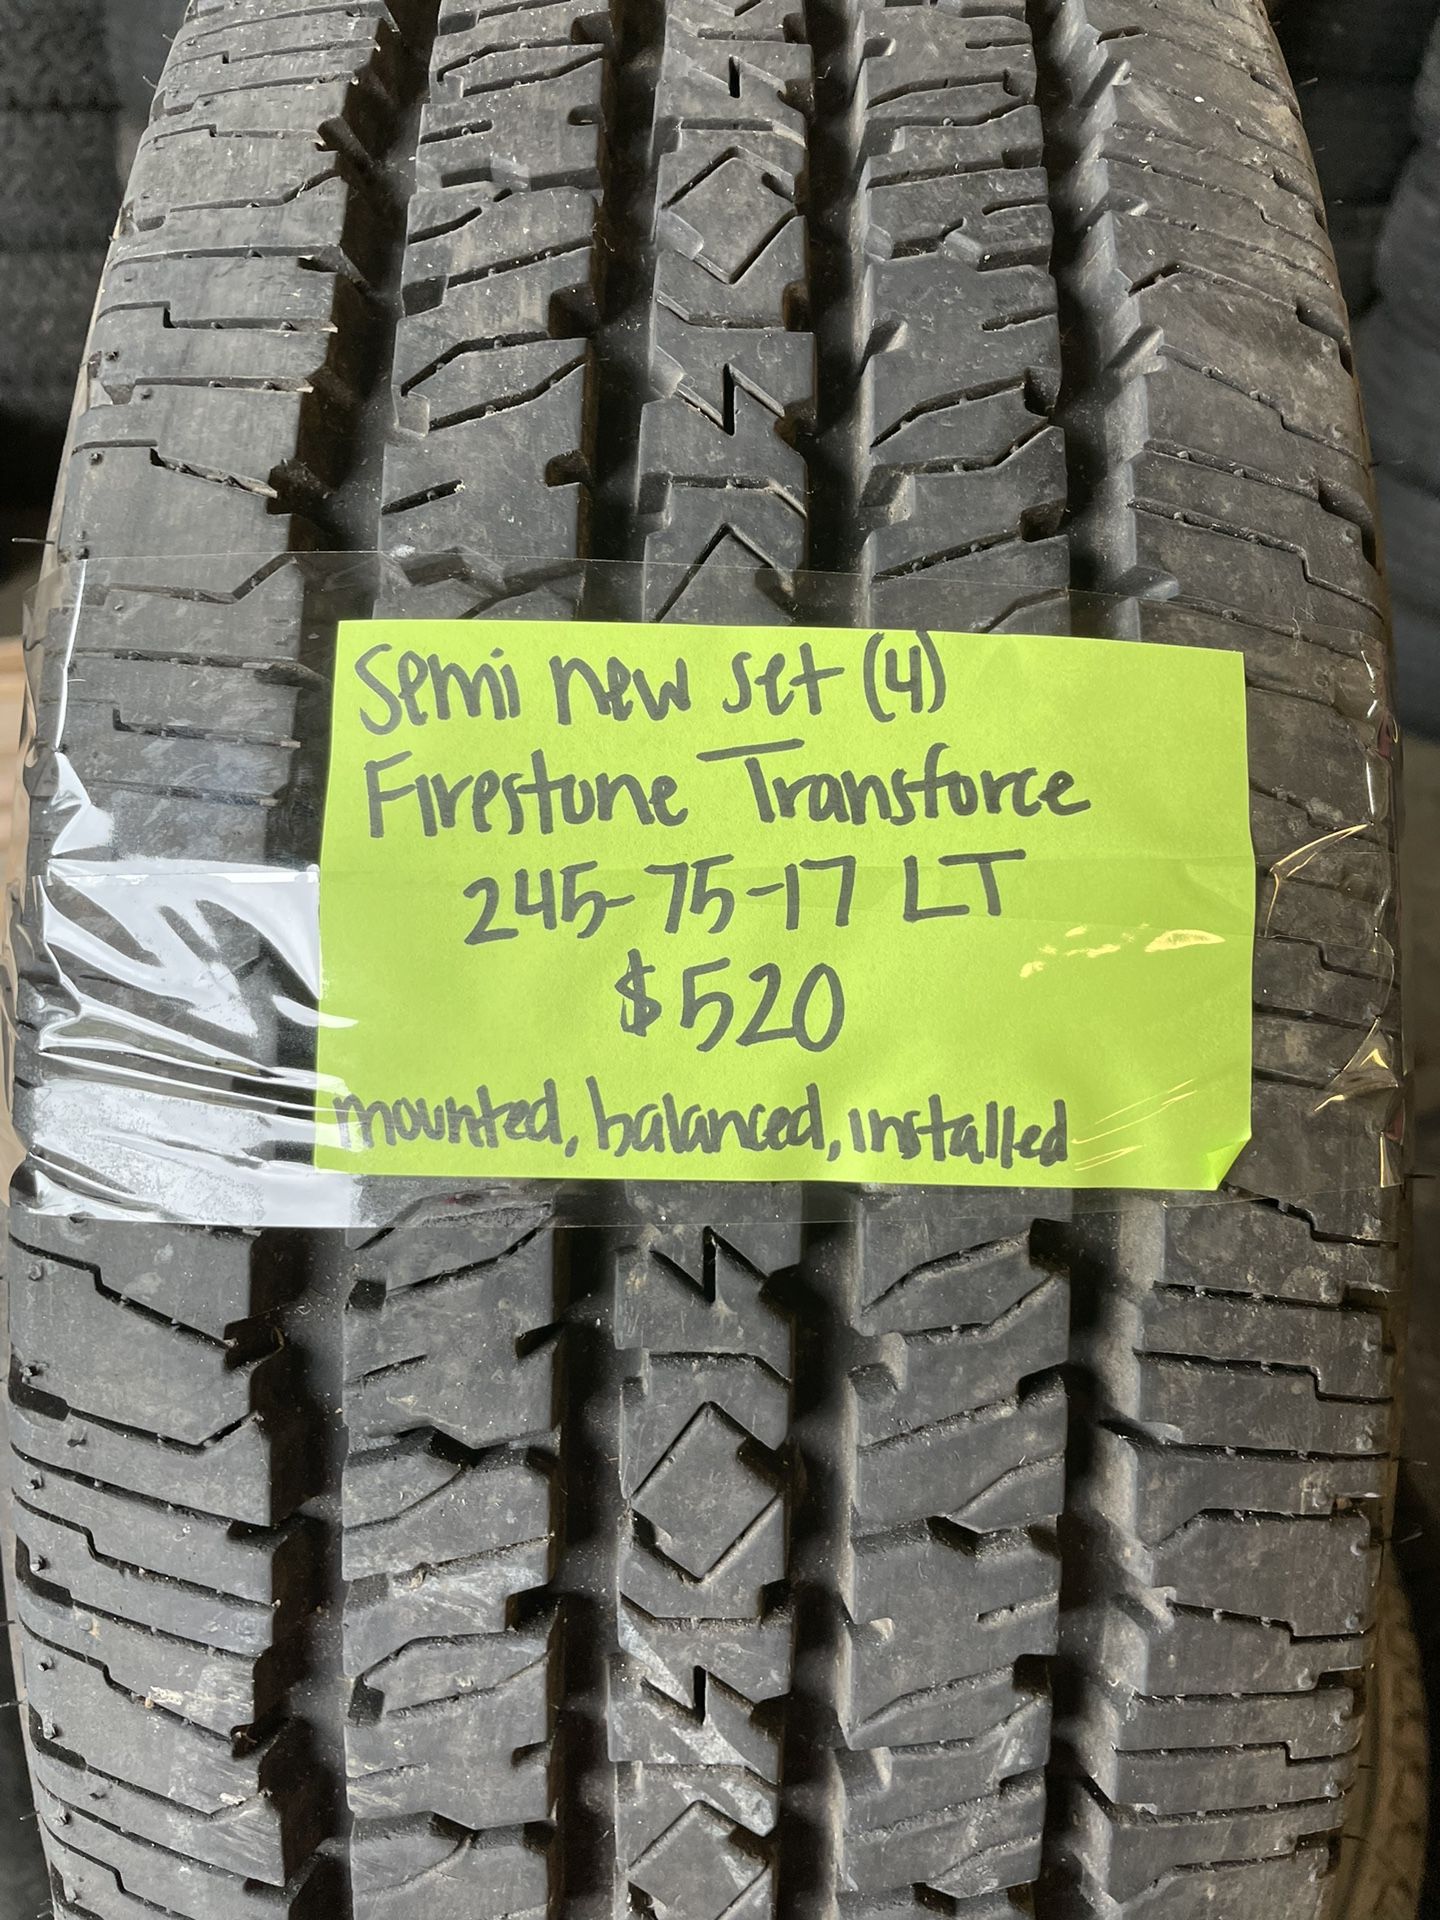 Semi new set (4)
Firestone Transforce
245-75-17 LT
$520
mounted, balanced, installed